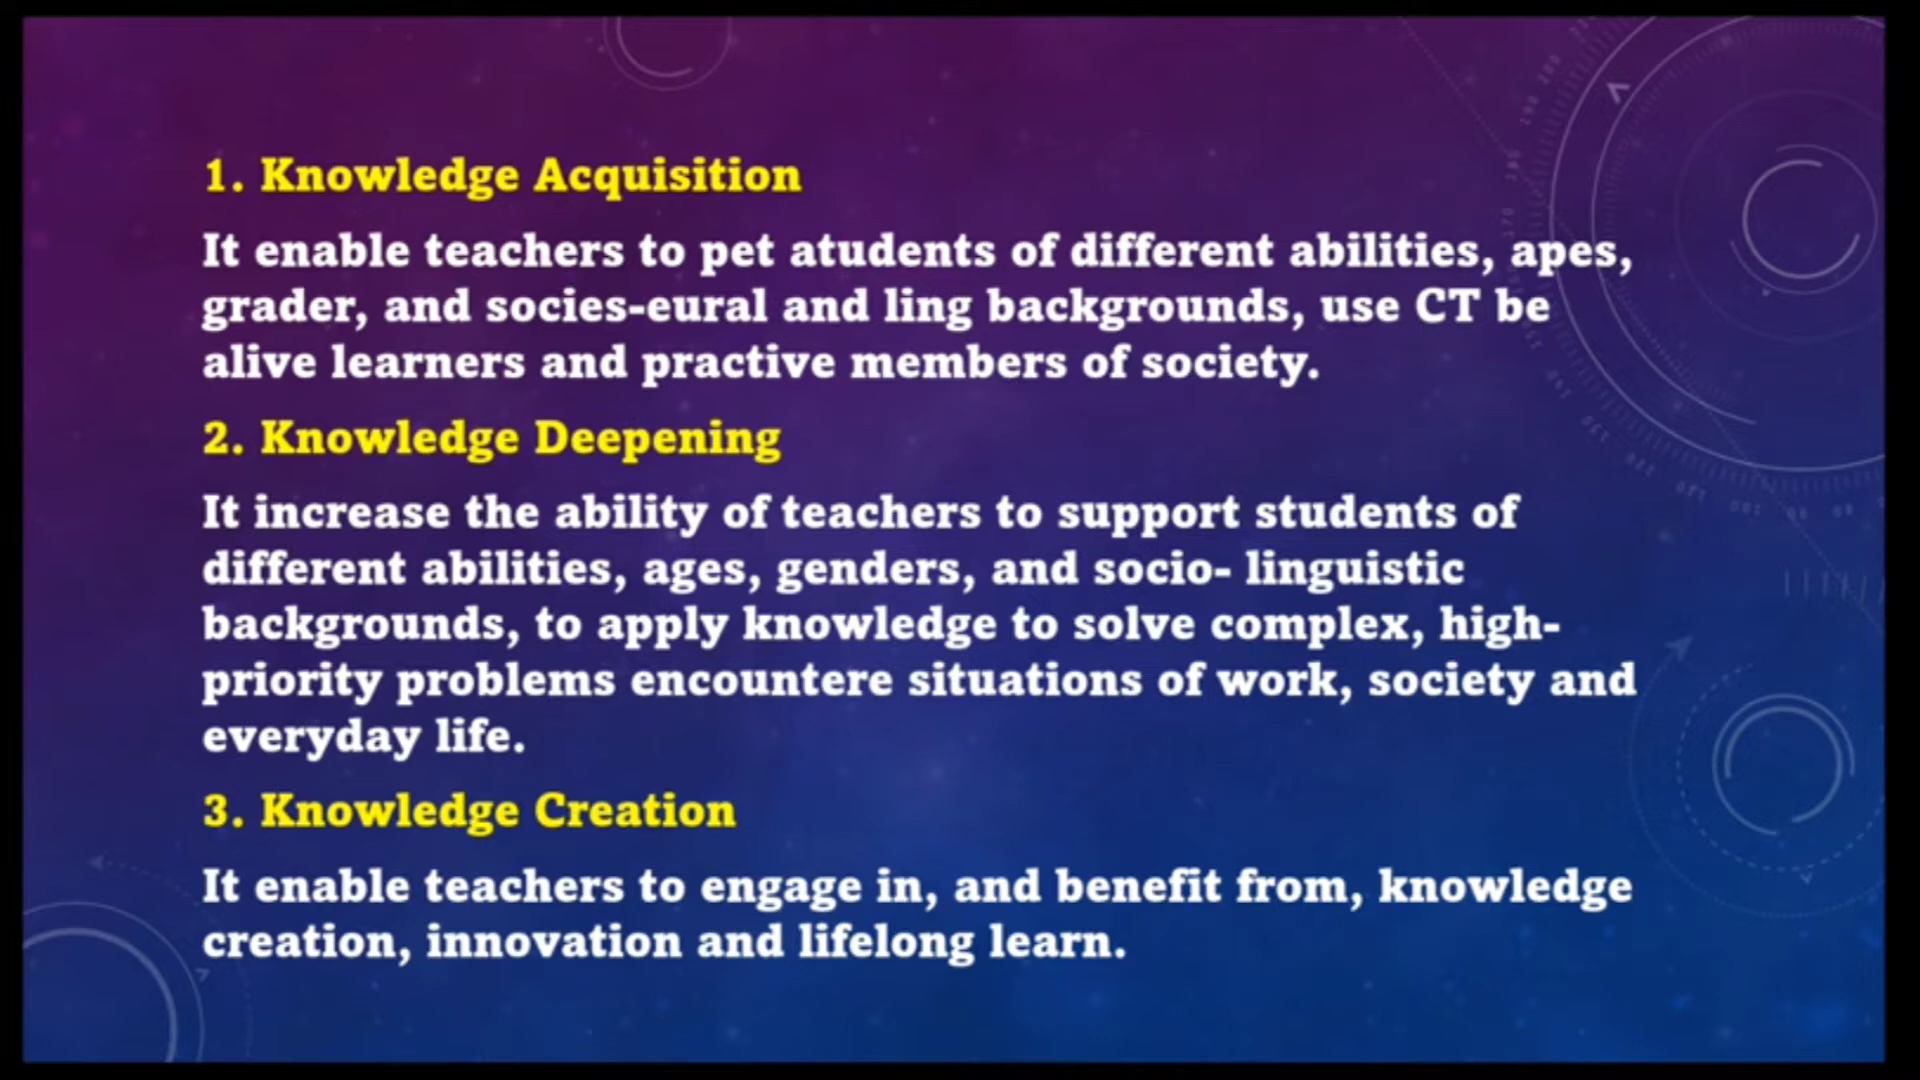 1. Knowledge Acquisition
It enable teachers to pet atudents of different abilities, apes,
grader, and socies-eural and ling backgrounds, use CT be
alive learners and practive members of society.
2. Knowledge Deepening
It increase the ability of teachers to support students of
different abilities, ages, genders, and socio- linguistic
backgrounds, to apply knowledge to solve complex, high-
priority problems encountere situations of work, society and
everyday life.
3. Knowledge Creation
It enable teachers to engage in, and benefit from, knowledge
creation, innovation and lifelong learn.